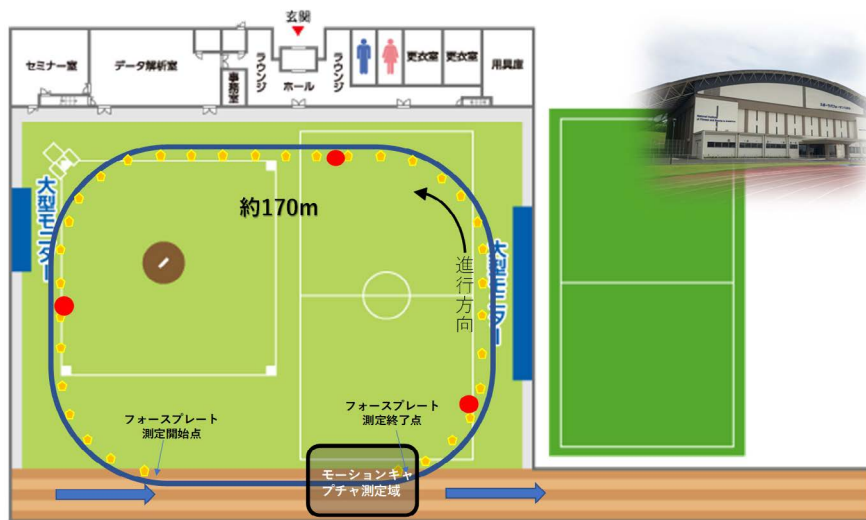 玄関
セミナー室
データ解析室
事務室
ラウンジ
ホール
ラウンジ
更衣室
更衣室
用具庫
大型モニター
約170m
進行方向
大型モニター
フォースプレート
測定開始点
フォースプレート
測定終了点
モーションキャ
プチャ測定域